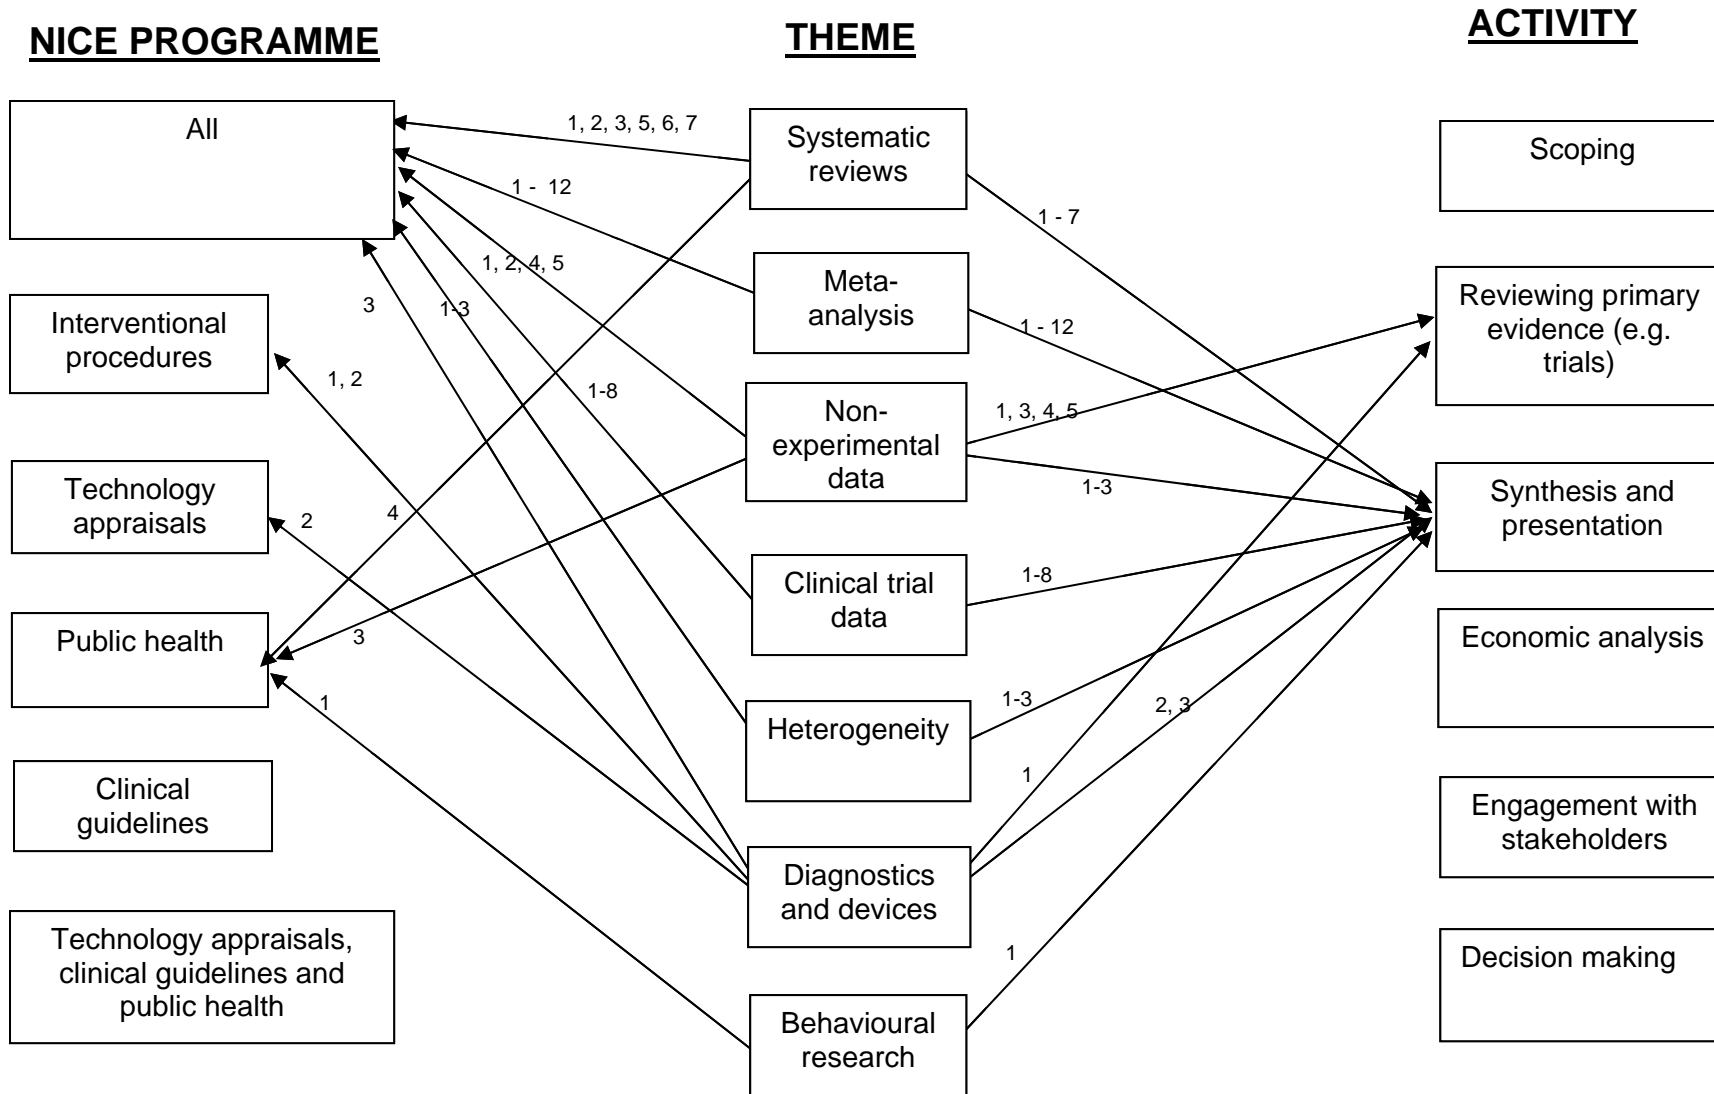 NICE PROGRAMME
THEME
ACTIVITY
All
Interventional
procedures
Technology
appraisals
Public health
Clinical
guidelines
Technology appraisals,
clinical guidelines and
public health
1, 2, 3, 5, 6, 7
1 - 12
1, 2, 4, 5
3
1-3
1, 2
1-8
2
4
3
1
Systematic
reviews
Meta-
analysis
Non-
experimental
data
Clinical trial
data
Heterogeneity
Diagnostics
and devices
Behavioural
research
1 - 7
1 - 12
1, 3, 4, 5
1-3
1-8
1-3
2, 3
1
1
Scoping
Reviewing primary
evidence (e.g.
trials)
Synthesis and
presentation
Economic analysis
Engagement with
stakeholders
Decision making